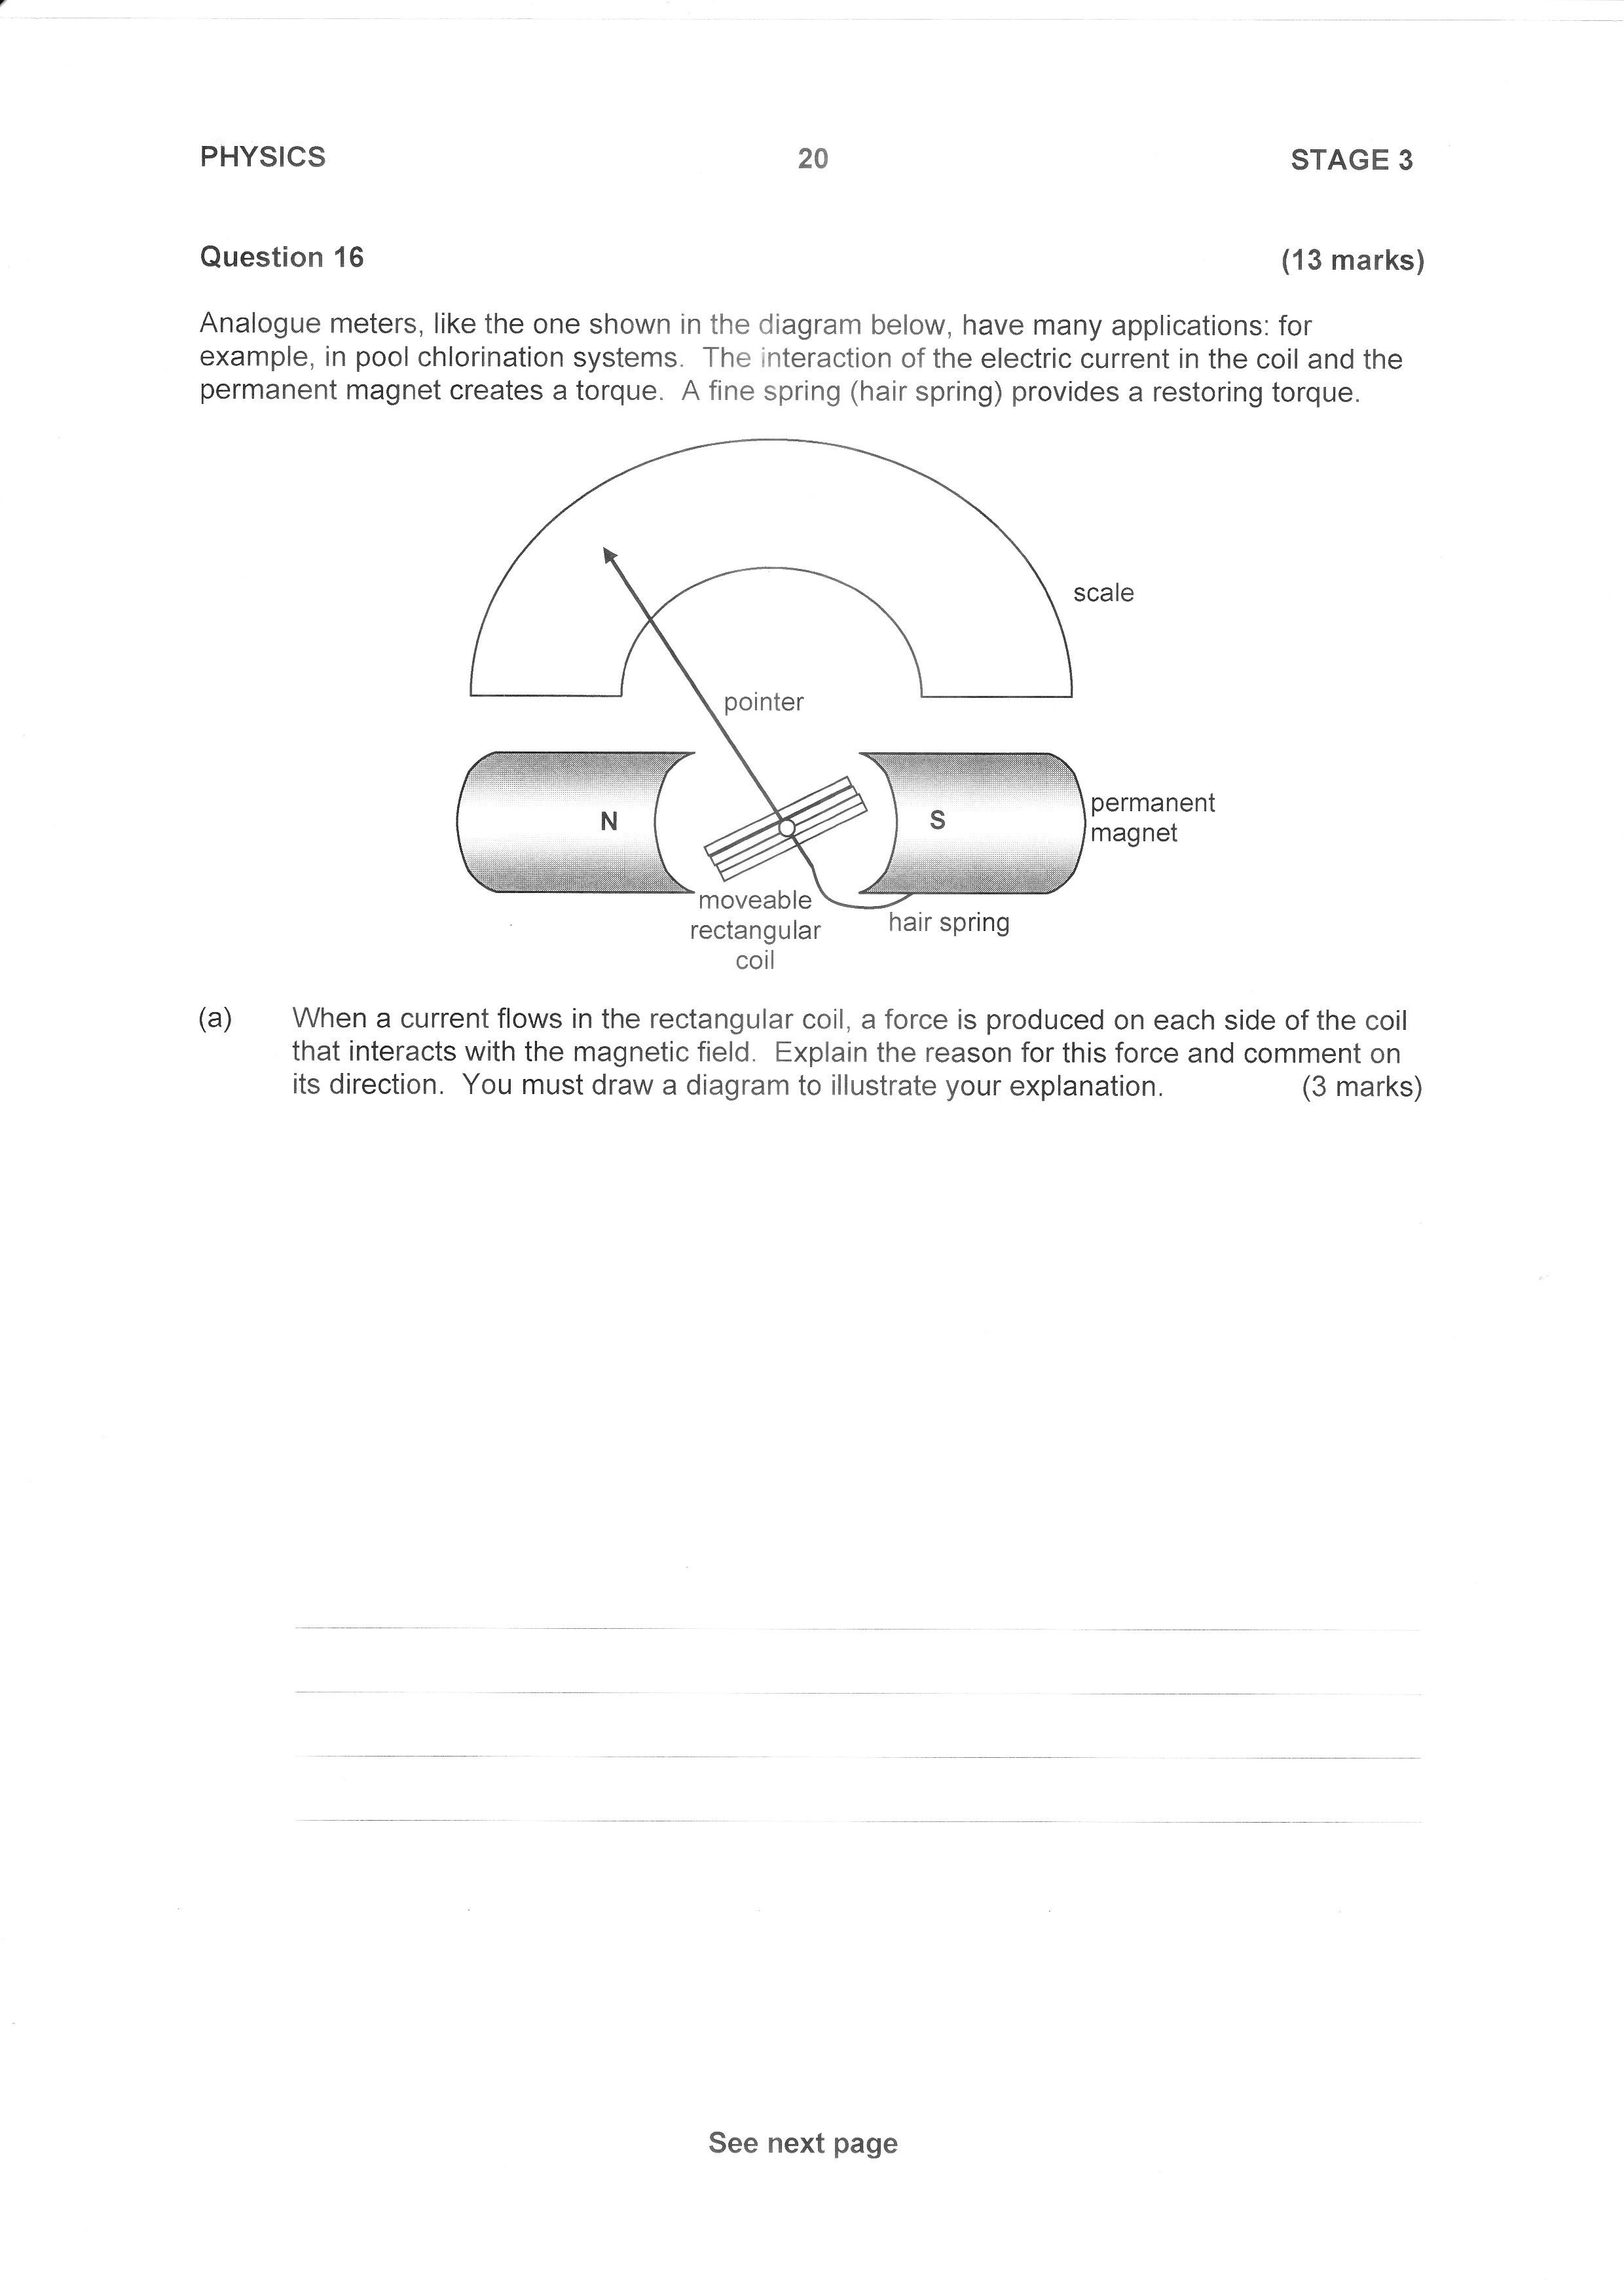 PHYSICS 20 STAGE 3
Question 16 (13 marks)
Analogue meters, like the one shown in the diagram below, have many applications: for
example, in pool chlorination systems. The interaction of the electric current in the coil and the
permanent magnet creates a torque. A fine spring (hair spring) provides a restoring torque.
scale
pointer
N
S
permanent
magnet
moveable
rectangular
coil
hair spring
(a) When a current flows in the rectangular coil, a force is produced on each side of the coil
that interacts with the magnetic field. Explain the reason for this force and comment on
its direction. You must draw a diagram to illustrate your explanation. (3 marks)
See next page